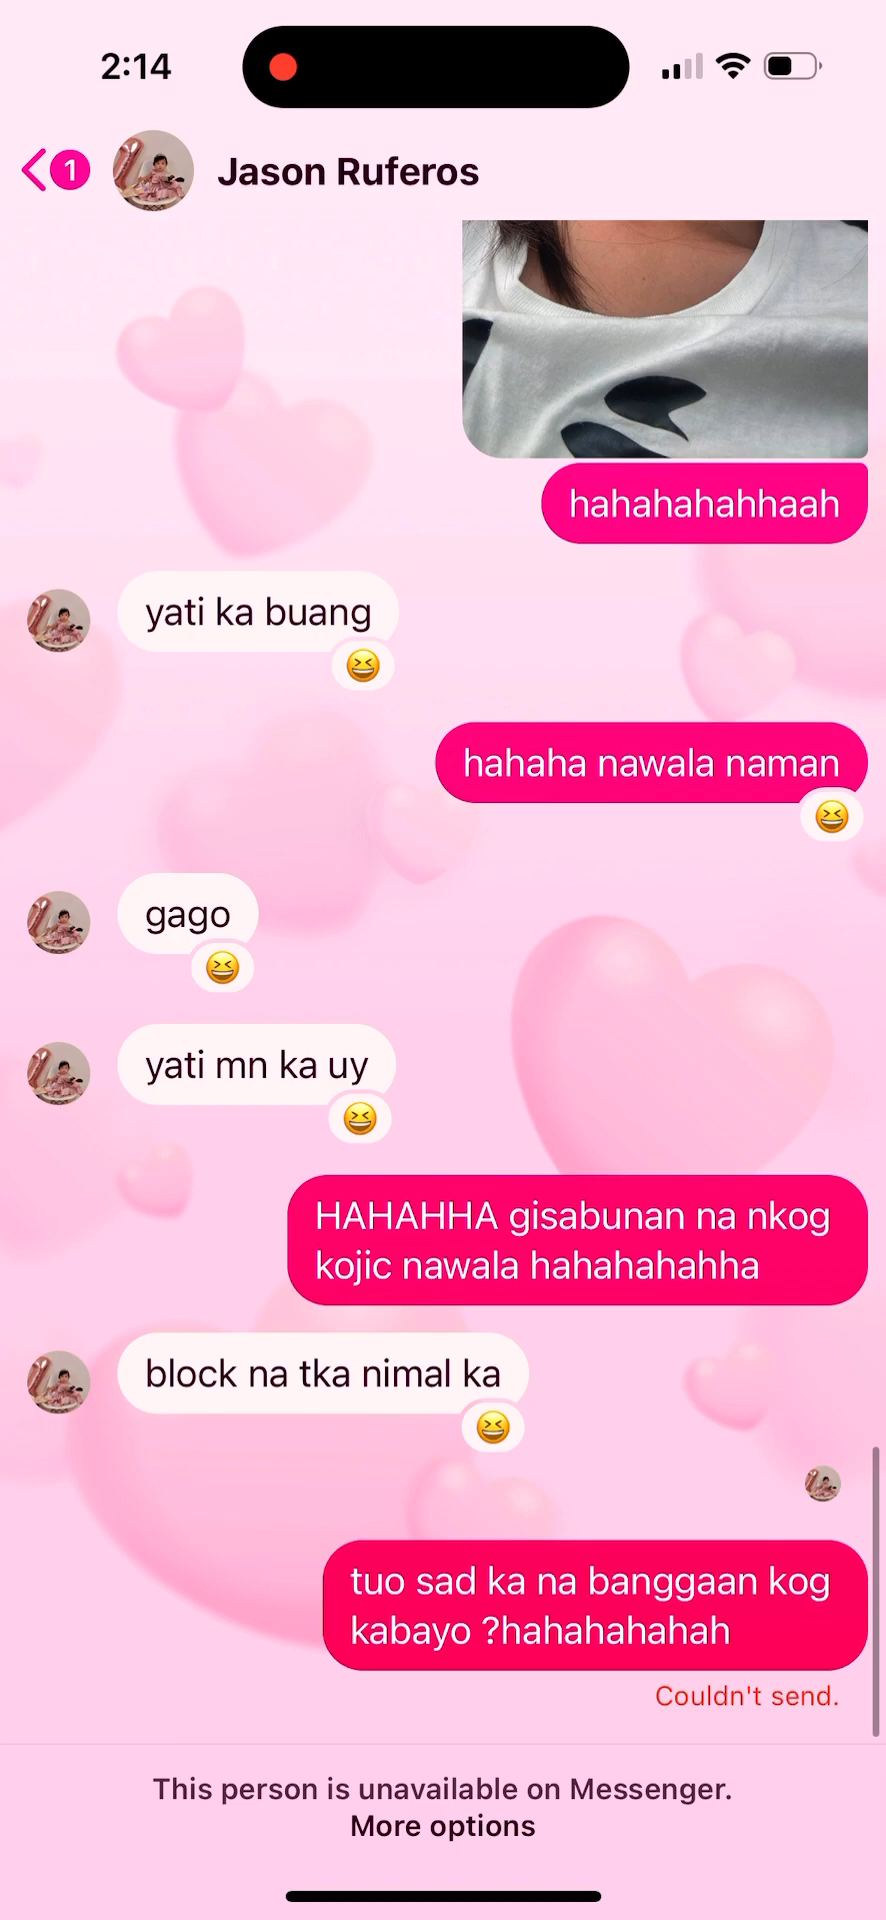 2:14
1
Jason Ruferos
hahahahahhaah
yati ka buang
hahaha nawala naman
gago
yati mn ka uy
HAHAHHA gisabunan na nkog
kojic nawala hahahahahha
block na tka nimal ka
tuo sad ka na banggaan kog
kabayo ?hahahahahah
Couldn't send.
This person is unavailable on Messenger.
More options